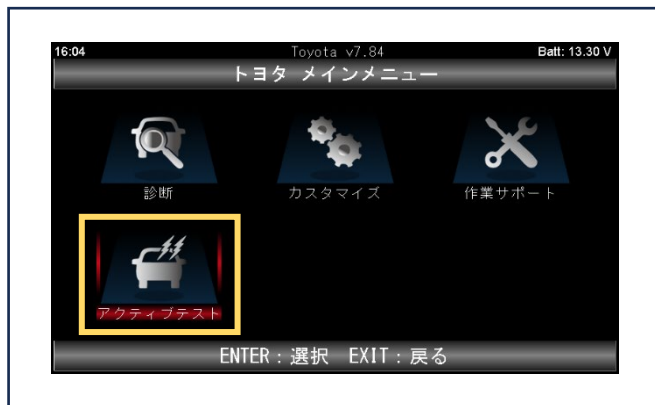 16:04 Toyota v7.84 Batt: 13.30 V
トヨタ メインメニュー
診断 カスタマイズ 作業サポート
アクティブテスト
ENTER：選択 EXIT：戻る